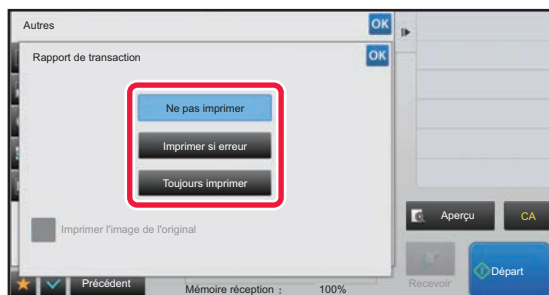 Autres
OK
Rapport de transaction
OK
Ne pas imprimer
Imprimer si erreur
Toujours imprimer
Imprimer l'image de l'original
Aperçu
CA
Précédent
Mémoire réception :
100%
Recevoir
Départ